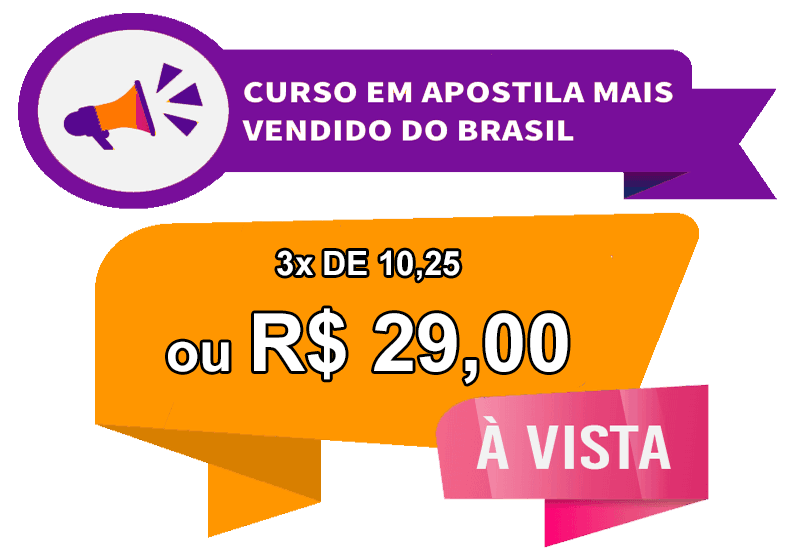 CURSO EM APOSTILA MAIS
VENDIDO DO BRASIL
3x DE 10,25
ou R$ 29,00
À VISTA